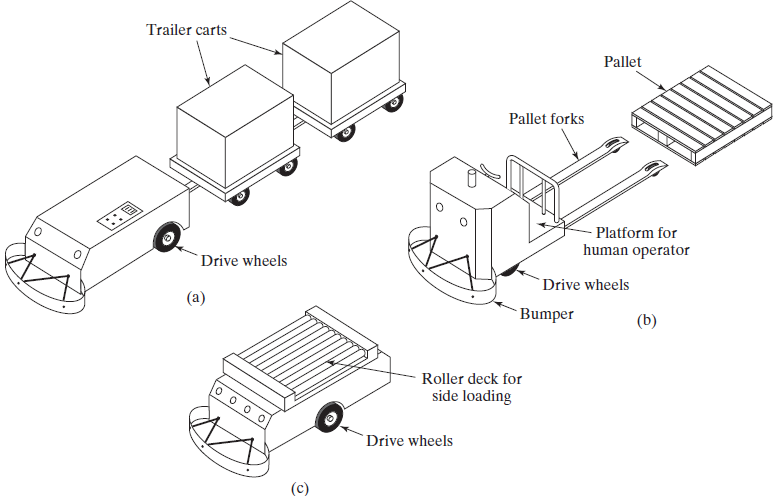 Trailer carts
Drive wheels
(a)
Pallet
Pallet forks
Platform for
human operator
Drive wheels
Bumper
(b)
Roller deck for
side loading
Drive wheels
(c)